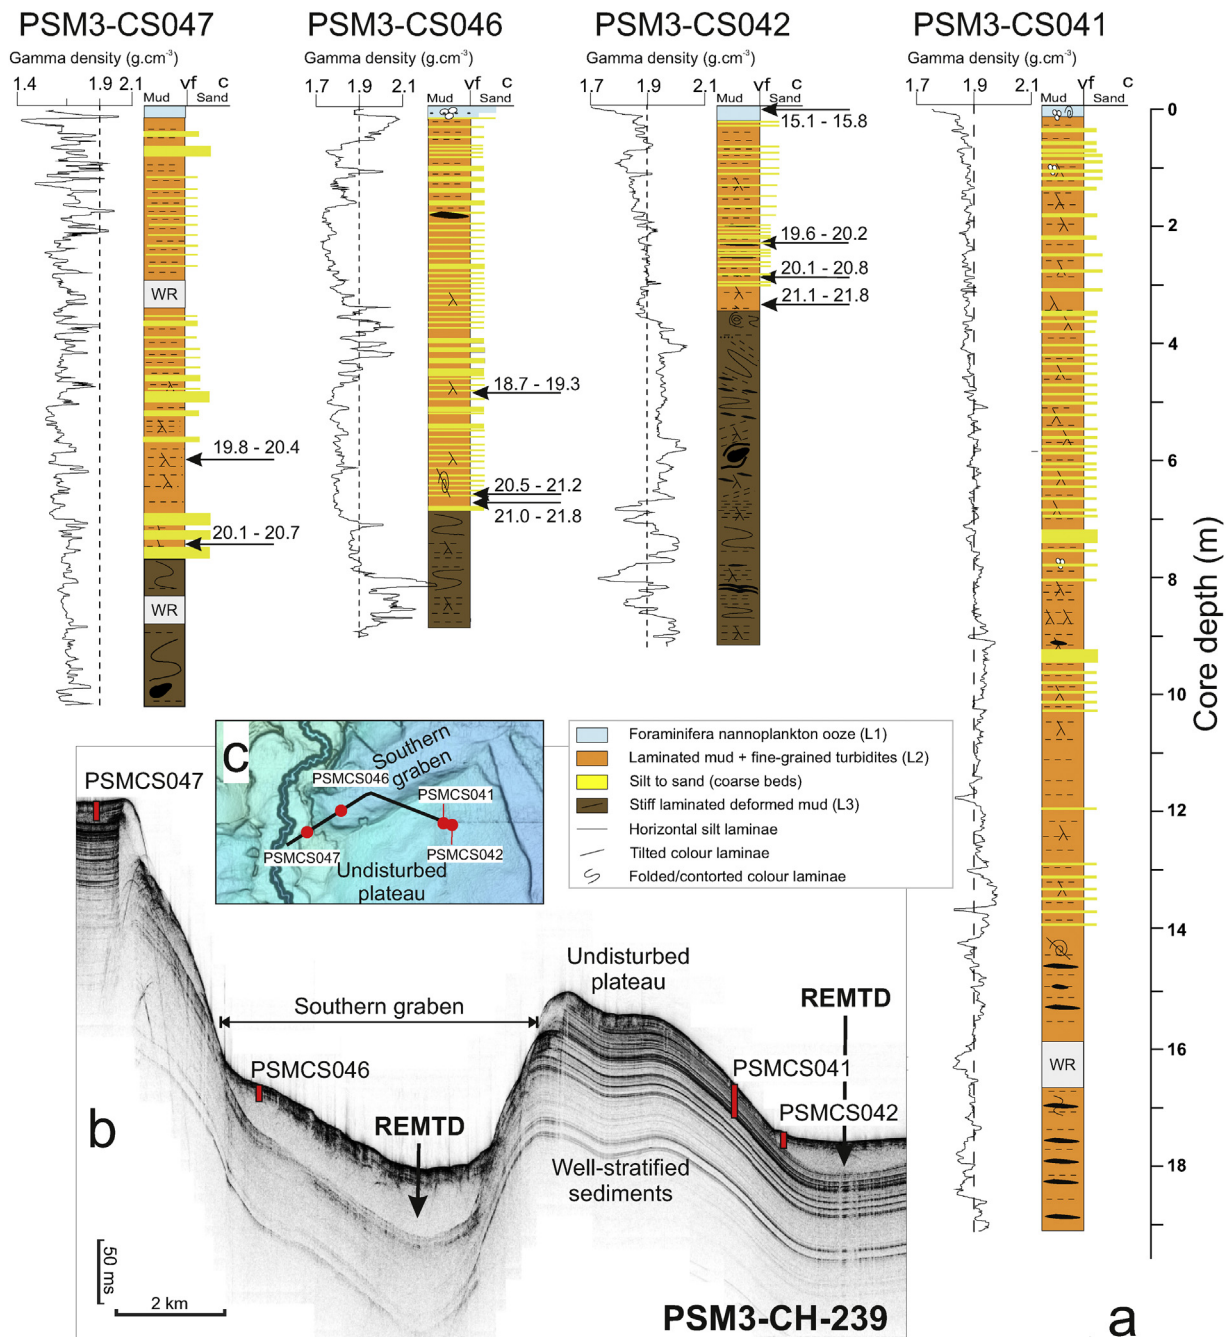 PSM3-CS047
Gamma density (g.cm-3)
1.4 1.9 2.1
vf c
Mud Sand
WR
19.8 - 20.4
20.1 - 20.7
WR
PSM3-CS046
Gamma density (g.cm-3)
1.7 1.9 2.1
vf c
Mud Sand
18.7 - 19.3
20.5 - 21.2
21.0 - 21.8
PSM3-CS042
Gamma density (g.cm-3)
1.7 1.9 2.1
vf c
Mud Sand
15.1 - 15.8
19.6 - 20.2
20.1 - 20.8
21.1 - 21.8
PSM3-CS041
Gamma density (g.cm-3)
1.7 1.9 2.1
vf c
Mud Sand
WR
0
2
4
6
8
10
12
14
16
18
Core depth (m)
a
c
Southern
graben
PSMCS046
PSMCS041
PSMCS047
PSMCS042
Undisturbed
plateau
Foraminifera nannoplankton ooze (L1)
Laminated mud + fine-grained turbidites (L2)
Silt to sand (coarse beds)
Stiff laminated deformed mud (L3)
Horizontal silt laminae
Tilted colour laminae
Folded/contorted colour laminae
PSMCS047
Southern graben
PSMCS046
REMTD
Undisturbed
plateau
REMTD
PSMCS041
PSMCS042
Well-stratified
sediments
b
50 ms
2 km
PSM3-CH-239